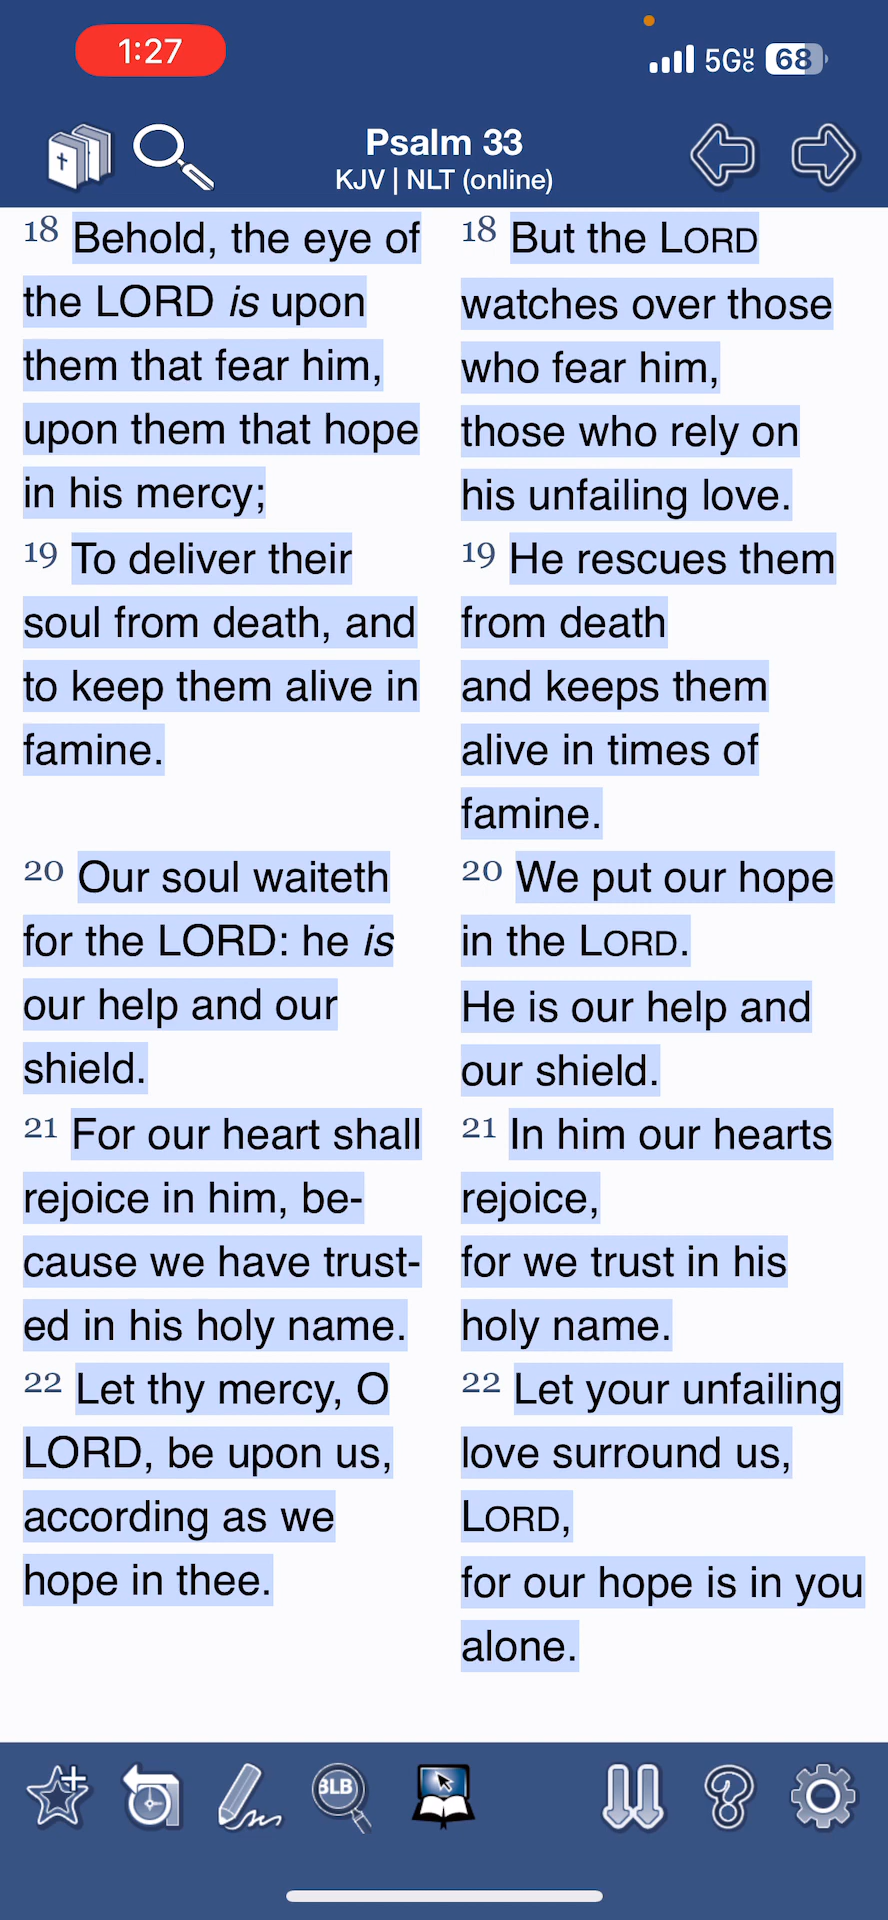 1:27
5GUC 68
Psalm 33
KJV | NLT (online)
18 Behold, the eye of
the LORD is upon
them that fear him,
upon them that hope
in his mercy;
19 To deliver their
soul from death, and
to keep them alive in
famine.
20 Our soul waiteth
for the LORD: he is
our help and our
shield.
21 For our heart shall
rejoice in him, be-
cause we have trust-
ed in his holy name.
22 Let thy mercy, O
LORD, be upon us,
according as we
hope in thee.
18 But the LORD
watches over those
who fear him,
those who rely on
his unfailing love.
19 He rescues them
from death
and keeps them
alive in times of
famine.
20 We put our hope
in the LORD.
He is our help and
our shield.
21 In him our hearts
rejoice,
for we trust in his
holy name.
22 Let your unfailing
love surround us,
LORD,
for our hope is in you
alone.
BLB